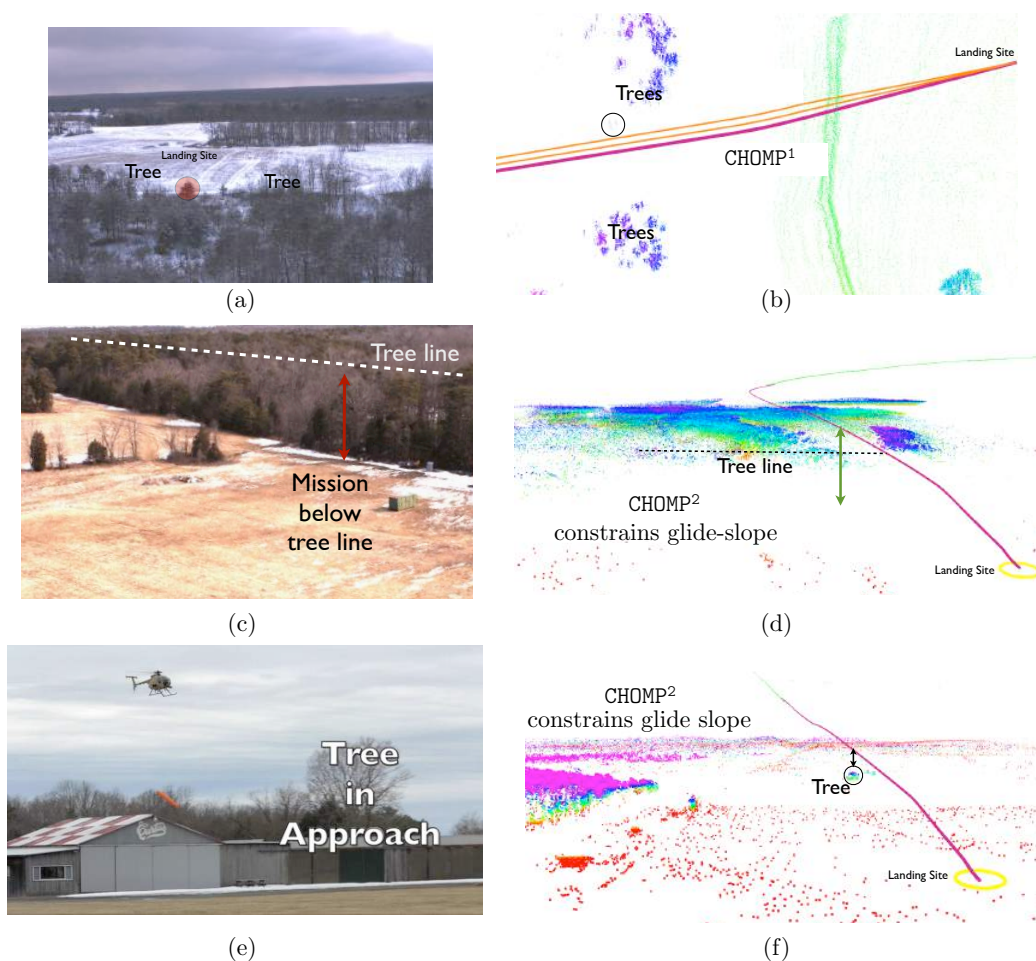 Landing Site
Tree
Tree
(a)
Landing Site
Trees
CHOMP¹
Trees
(b)
Tree line
Mission
below
tree line
(c)
Tree line
CHOMP²
constrains glide-slope
Landing Site
(d)
Tree
in
Approach
(e)
CHOMP²
constrains glide slope
Tree
Landing Site
(f)